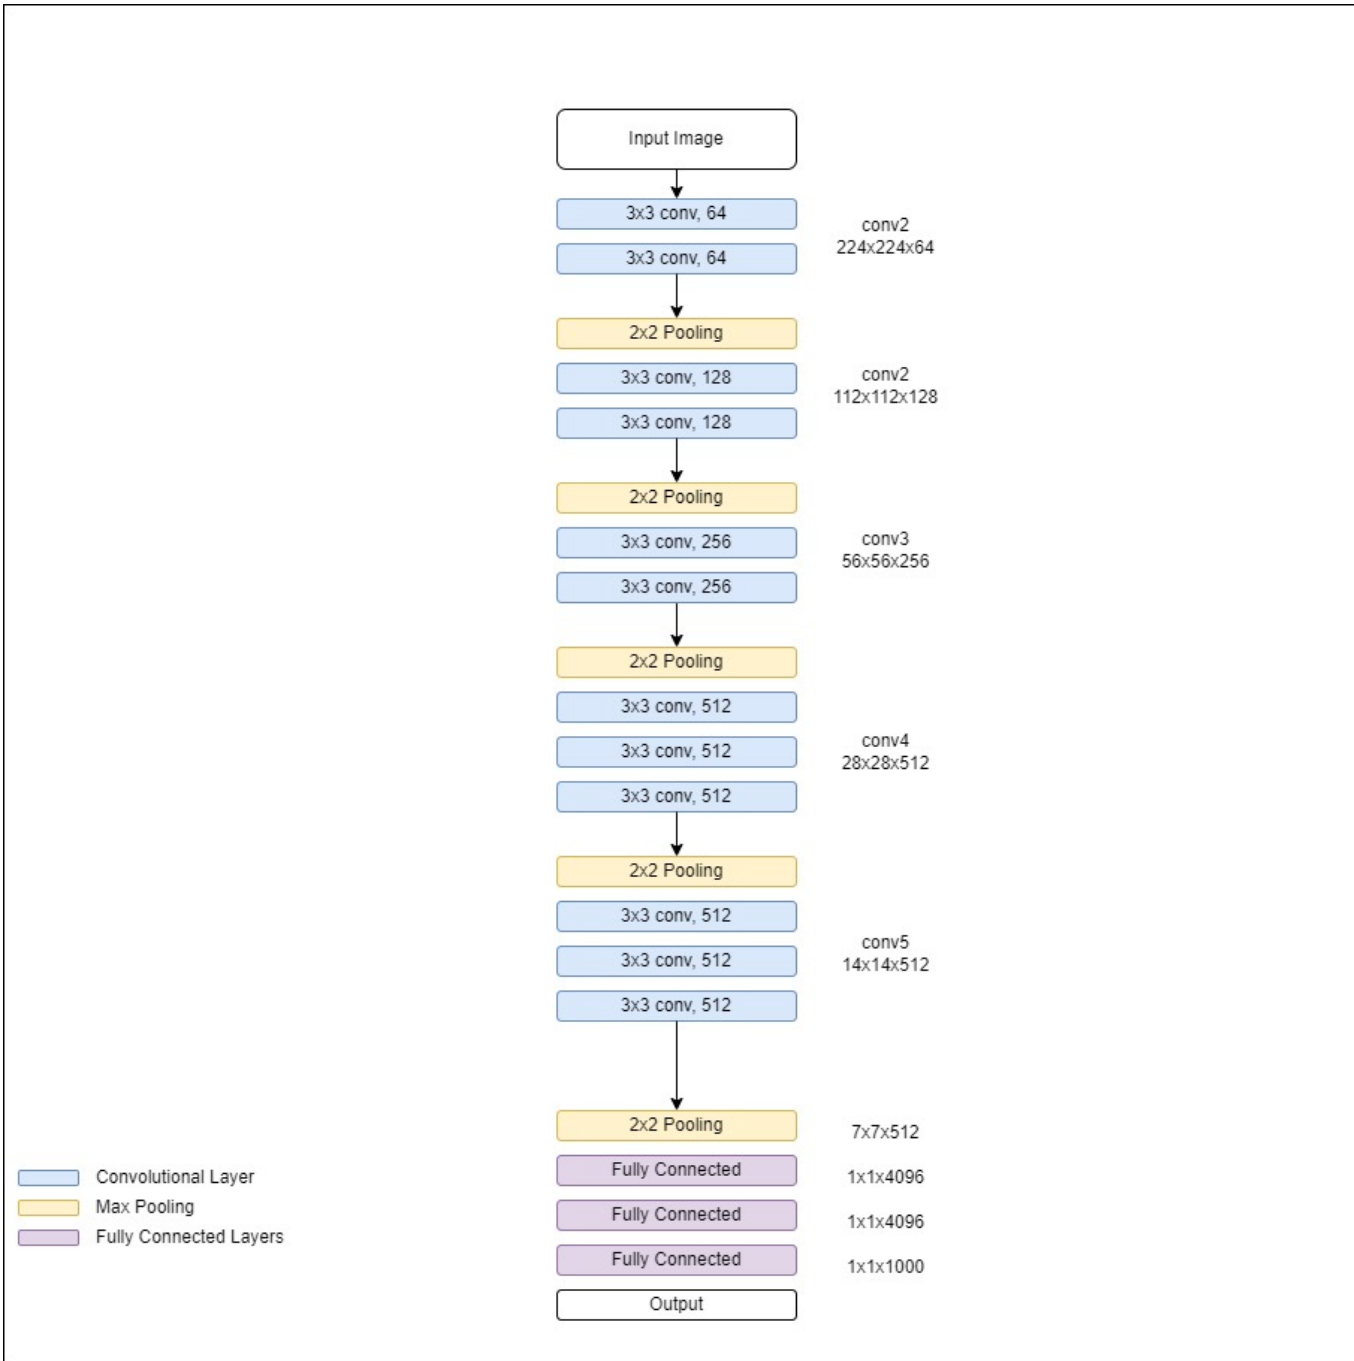 Input Image
3x3 conv, 64
3x3 conv, 64
conv2
224x224x64
2x2 Pooling
3x3 conv, 128
3x3 conv, 128
conv2
112x112x128
2x2 Pooling
3x3 conv, 256
3x3 conv, 256
conv3
56x56x256
2x2 Pooling
3x3 conv, 512
3x3 conv, 512
3x3 conv, 512
conv4
28x28x512
2x2 Pooling
3x3 conv, 512
3x3 conv, 512
3x3 conv, 512
conv5
14x14x512
2x2 Pooling
7x7x512
Fully Connected
1x1x4096
Fully Connected
1x1x4096
Fully Connected
1x1x1000
Output
Convolutional Layer
Max Pooling
Fully Connected Layers